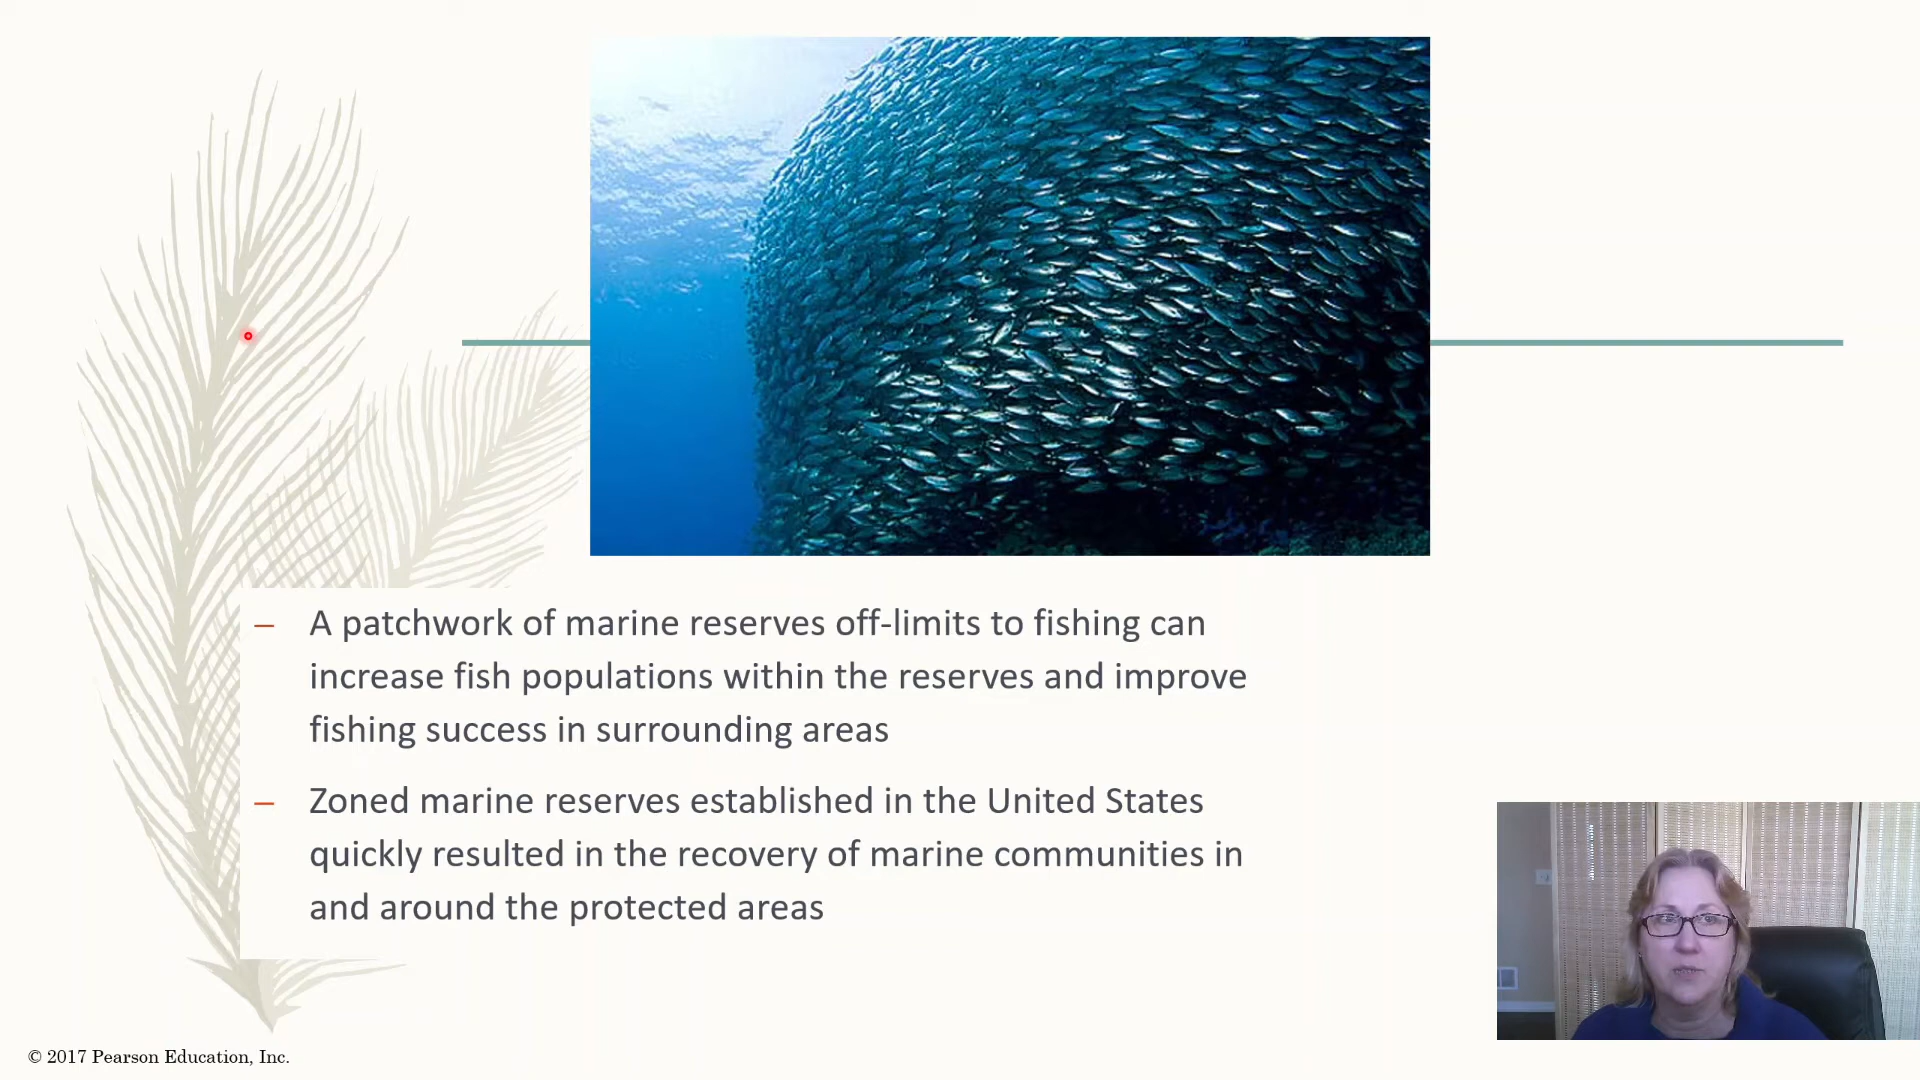 – A patchwork of marine reserves off-limits to fishing can
increase fish populations within the reserves and improve
fishing success in surrounding areas
– Zoned marine reserves established in the United States
quickly resulted in the recovery of marine communities in
and around the protected areas
© 2017 Pearson Education, Inc.